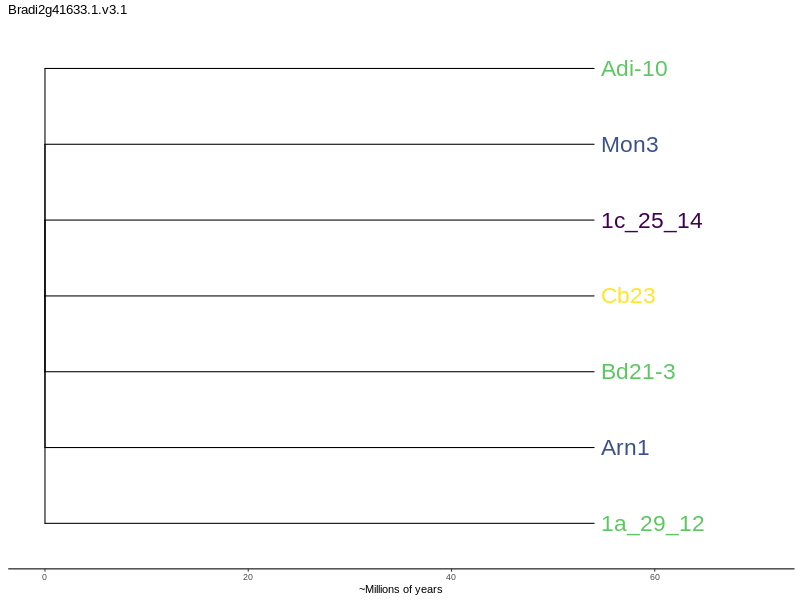 Bradi2g41633.1.v3.1
Adi-10
Mon3
1c_25_14
Cb23
Bd21-3
Arn1
1a_29_12
0 20 40 60
~Millions of years